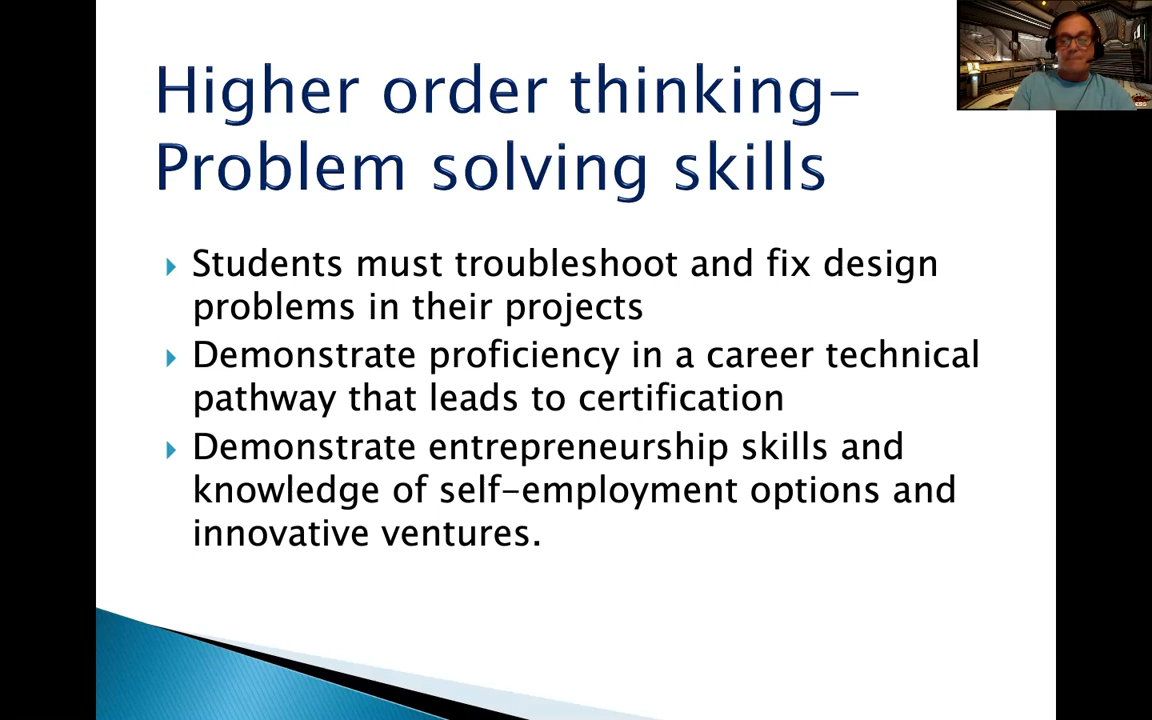 Higher order thinking-
Problem solving skills
Students must troubleshoot and fix design
problems in their projects
Demonstrate proficiency in a career technical
pathway that leads to certification
Demonstrate entrepreneurship skills and
knowledge of self-employment options and
innovative ventures.
CBS